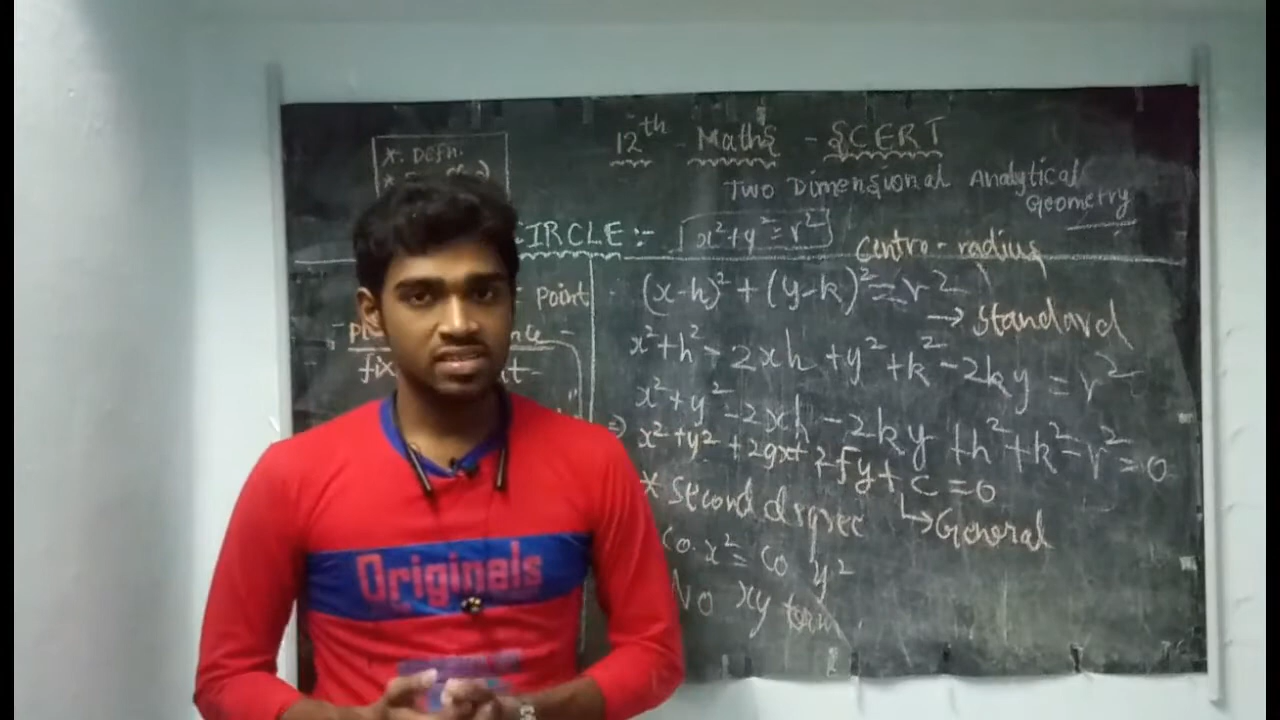 12th Maths - SCERT
* Defn.
Two Dimensional Analytical
Geometry
CIRCLE:- x²+y²=r²
Centre-radius
Point
(x-h)²+(y-k)²=r²
→ Standard
x²+h²-2xh+y²+k²-2ky=r²
fix
x²+y²-2xh-2ky+h²+k²-r²=0
⇒ x²+y²+2gx+2fy+c=0
* Second degree
↳ General
Co. x² = Co y²
No xy term
Originals